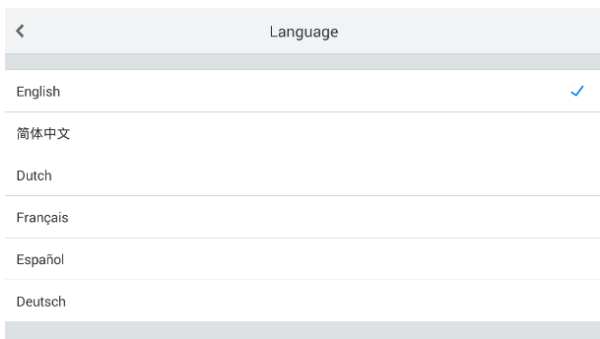 Language
English
简体中文
Dutch
Français
Español
Deutsch